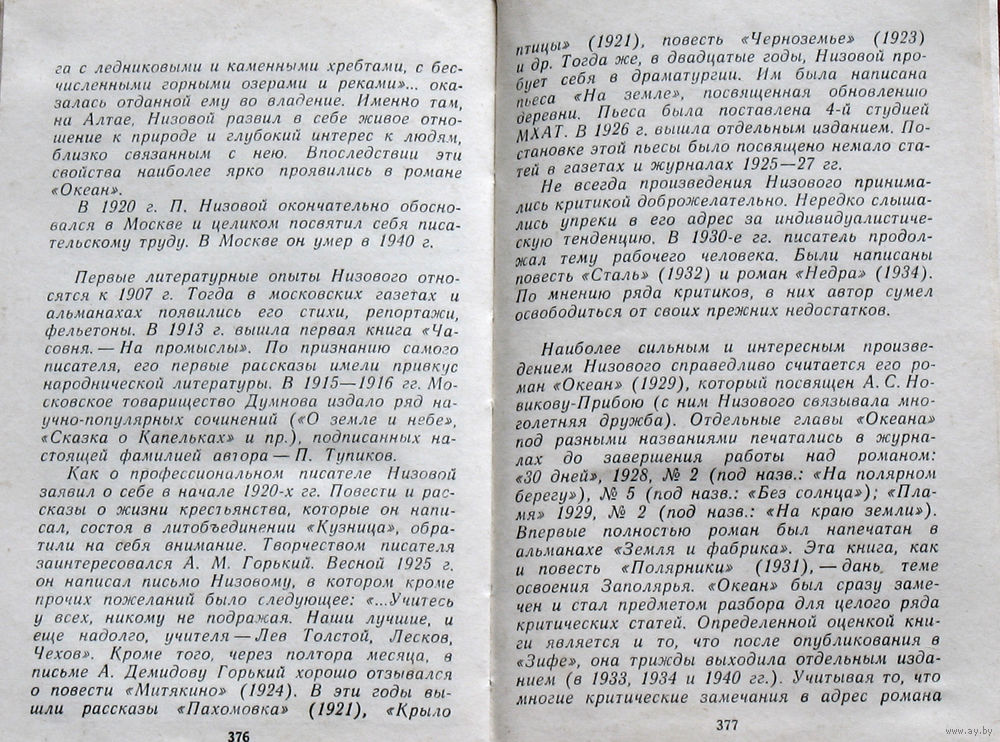 га с ледниковыми и каменными хребтами, с бес-
численными горными озерами и реками»... ока-
залась отданной ему во владение. Именно там,
на Алтае, Низовой развил в себе живое отно-
шение к природе и глубокий интерес к людям,
близко связанным с нею. Впоследствии эти
свойства наиболее ярко проявились в романе
«Океан».
В 1920 г. П. Низовой окончательно обосно-
вался в Москве и целиком посвятил себя писа-
тельскому труду. В Москве он умер в 1940 г.
Первые литературные опыты Низового отно-
сятся к 1907 г. Тогда в московских газетах и
альманахах появились его стихи, репортажи,
фельетоны. В 1913 г. вышла первая книга «Ча-
совня. — На промыслы». По признанию самого
писателя, его первые рассказы имели привкус
народнической литературы. В 1915—1916 гг. Мо-
сковское товарищество Думнова издало ряд на-
учно-популярных сочинений («О земле и небе»,
«Сказка о Капельках» и пр.), подписанных на-
стоящей фамилией автора — П. Тупиков.
Как о профессиональном писателе Низовой
заявил о себе в начале 1920-х гг. Повести и рас-
сказы о жизни крестьянства, которые он напи-
сал, состоя в литобъединении «Кузница», обра-
тили на себя внимание. Творчеством писателя
заинтересовался А. М. Горький. Весной 1925 г.
он написал письмо Низовому, в котором кроме
прочих пожеланий было следующее: «...Учитесь
у всех, никому не подражая. Наши лучшие, и
еще надолго, учителя — Лев Толстой, Лесков,
Чехов». Кроме того, через полтора месяца, в
письме А. Демидову Горький хорошо отзывался
о повести «Митякино» (1924). В эти годы вы-
шли рассказы «Пахомовка» (1921), «Крыло
376
птицы» (1921), повесть «Черноземье» (1923)
и др. Тогда же, в двадцатые годы, Низовой про-
бует себя в драматургии. Им была написана
пьеса «На земле», посвященная обновлению
деревни. Пьеса была поставлена 4-й студией
МХАТ. В 1926 г. вышла отдельным изданием. По-
становке этой пьесы было посвящено немало ста-
тей в газетах и журналах 1925—27 гг.
Не всегда произведения Низового принима-
лись критикой доброжелательно. Нередко слыша-
лись упреки в его адрес за индивидуалистиче-
скую тенденцию. В 1930-е гг. писатель продол-
жал тему рабочего человека. Были написаны
повесть «Сталь» (1932) и роман «Недра» (1934).
По мнению ряда критиков, в них автор сумел
освободиться от своих прежних недостатков.
Наиболее сильным и интересным произве-
дением Низового справедливо считается его ро-
ман «Океан» (1929), который посвящен А. С. Но-
викову-Прибою (с ним Низового связывала мно-
голетняя дружба). Отдельные главы «Океана»
под разными названиями печатались в журна-
лах до завершения работы над романом:
«30 дней», 1928, № 2 (под назв.: «На полярном
берегу»), № 5 (под назв.: «Без солнца»); «Пла-
мя» 1929, № 2 (под назв.: «На краю земли»).
Впервые полностью роман был напечатан в
альманахе «Земля и фабрика». Эта книга, как
и повесть «Полярники» (1931), — дань теме
освоения Заполярья. «Океан» был сразу заме-
чен и стал предметом разбора для целого ряда
критических статей. Определенной оценкой кни-
ги является и то, что после опубликования в
«Зифе», она трижды выходила отдельным изда-
нием (в 1933, 1934 и 1940 гг.). Учитывая то, что
многие критические замечания в адрес романа
377
www.ay.by